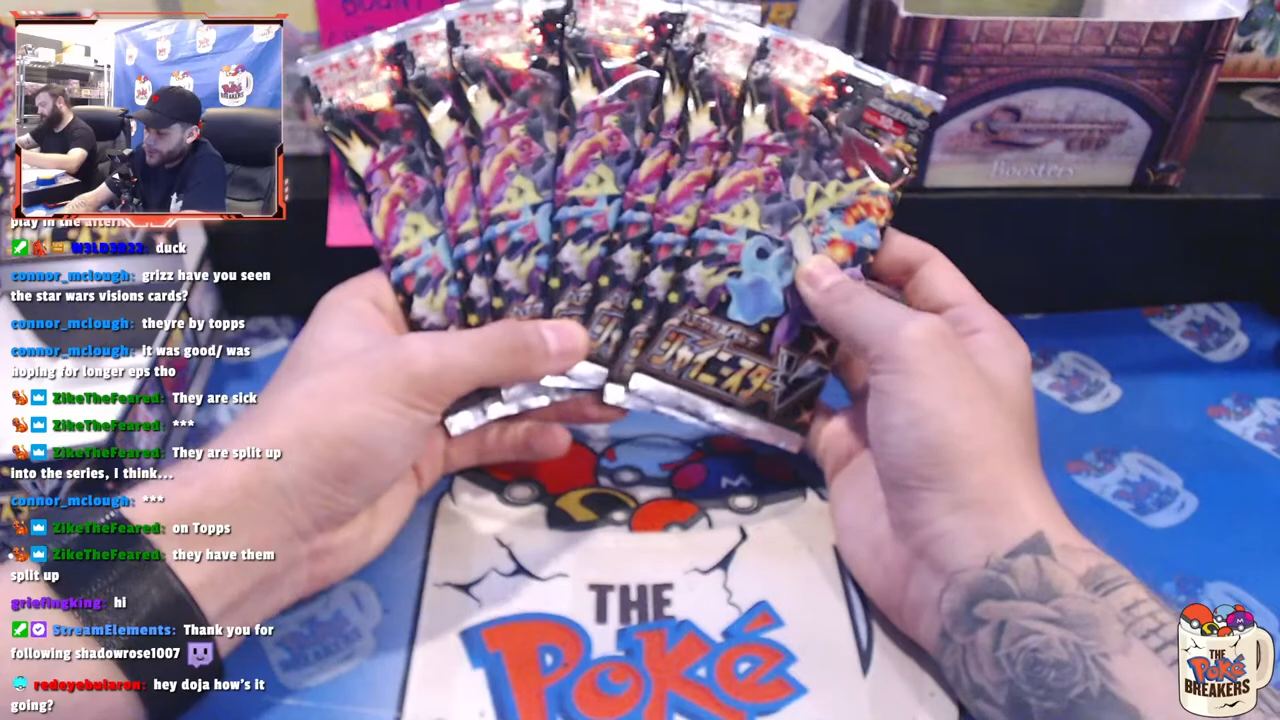 play in the aftern
W3LD3R22: duck
connor_mclough: grizz have you seen
the star wars visions cards?
connor_mclough: theyre by topps
connor_mclough: it was good/ was
hoping for longer eps tho
ZikeTheFeared: They are sick
ZikeTheFeared: ***
ZikeTheFeared: They are split up
into the series, I think...
connor_mclough: ***
ZikeTheFeared: on Topps
ZikeTheFeared: they have them
split up
griefingking: hi
StreamElements: Thank you for
following shadowrose1007
redeyebularon: hey doja how's it
going?
シャイニースター
Boosters
THE
Poké
THE
Poké
BREAKERS